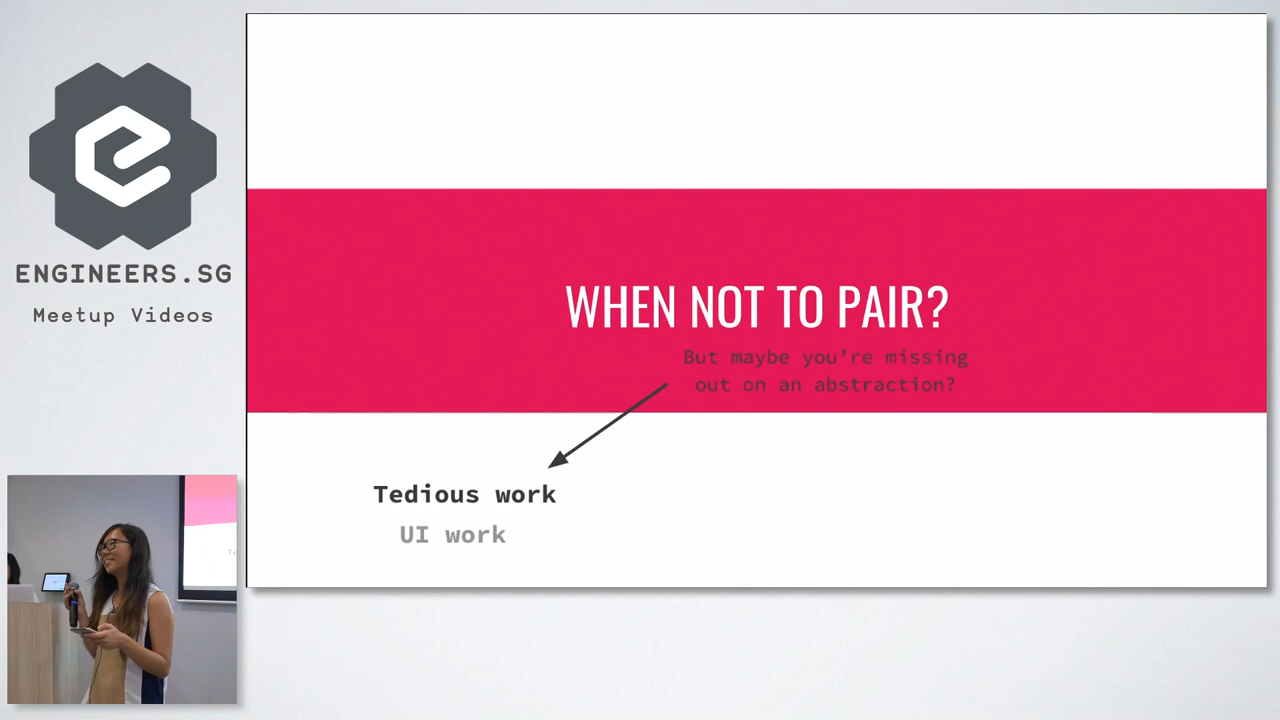 ENGINEERS.SG
Meetup Videos
WHEN NOT TO PAIR?
But maybe you’re missing
out on an abstraction?
Tedious work
UI work